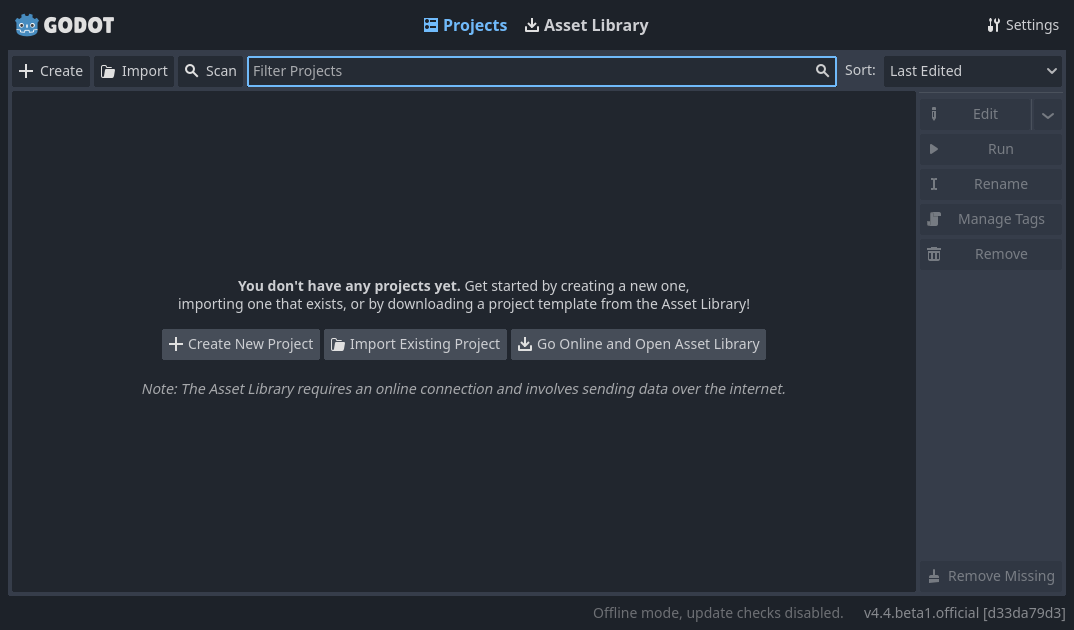 GODOT
Projects
Asset Library
Settings
Create
Import
Scan
Filter Projects
Sort:
Last Edited
Edit
Run
Rename
Manage Tags
Remove
You don't have any projects yet. Get started by creating a new one,
importing one that exists, or by downloading a project template from the Asset Library!
Create New Project
Import Existing Project
Go Online and Open Asset Library
Note: The Asset Library requires an online connection and involves sending data over the internet.
Remove Missing
Offline mode, update checks disabled.
v4.4.beta1.official [d33da79d3]